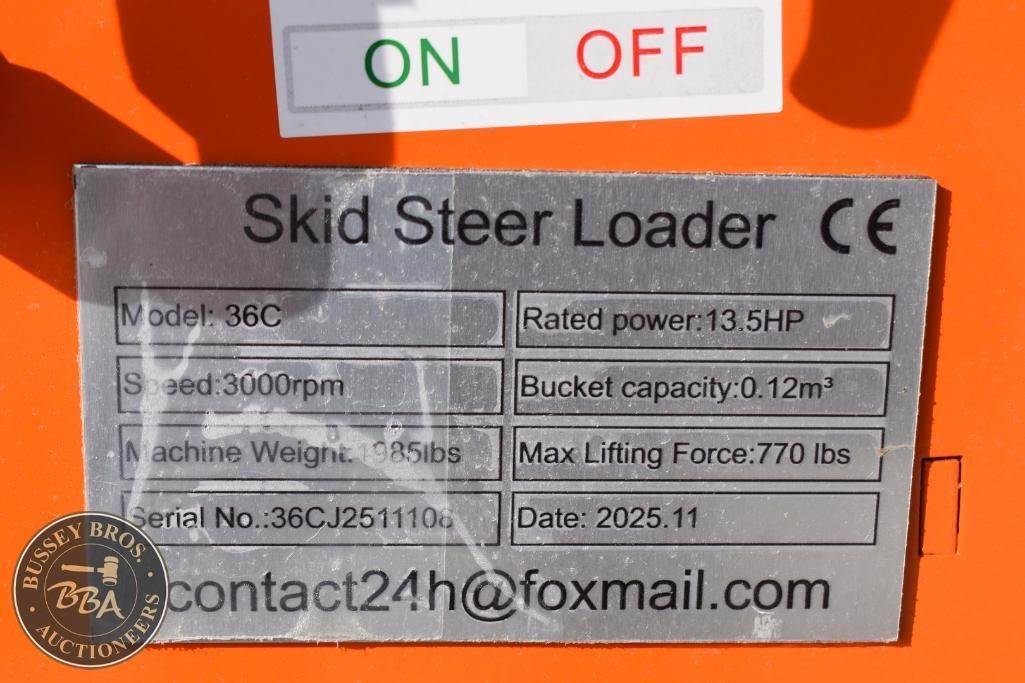 ON OFF
Skid Steer Loader CE
Model: 36C
Rated power:13.5HP
Speed:3000rpm
Bucket capacity:0.12m³
Machine Weight: 1985lbs
Max Lifting Force:770 lbs
Serial No.:36CJ2511108
Date: 2025.11
contact24h@foxmail.com
BUSSEY BROS.
BBA
AUCTIONEERS